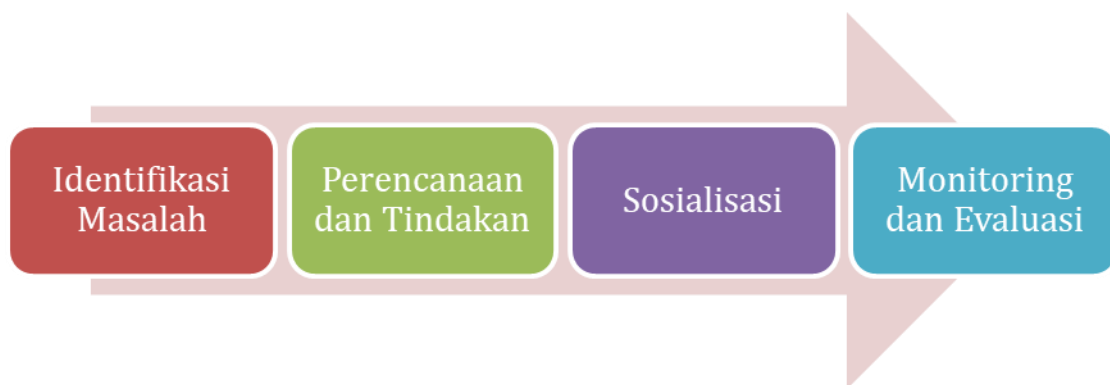 Identifikasi
Masalah
Perencanaan
dan Tindakan
Sosialisasi
Monitoring
dan Evaluasi